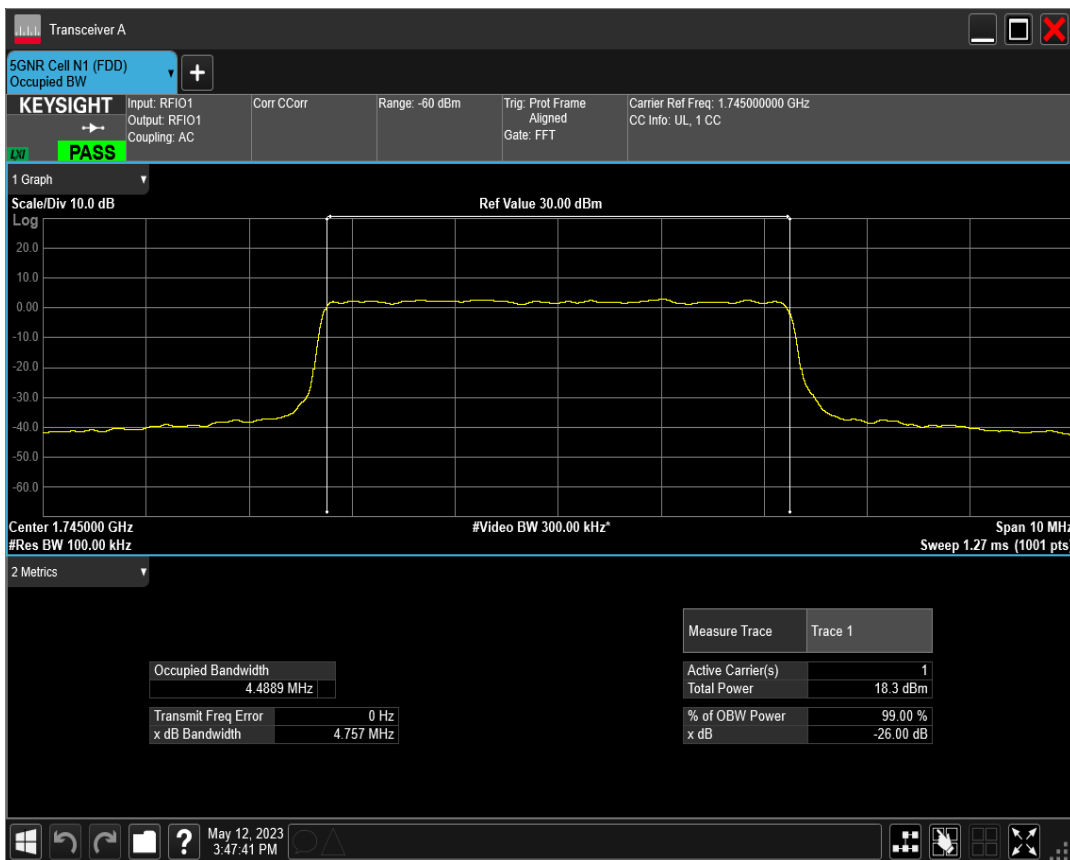 Transceiver A
5GNR Cell N1 (FDD)
Occupied BW
+
KEYSIGHT
LXI
PASS
Input: RFIO1
Output: RFIO1
Coupling: AC
Corr CCorr
Range: -60 dBm
Trig: Prot Frame
Aligned
Gate: FFT
Carrier Ref Freq: 1.745000000 GHz
CC Info: UL, 1 CC
1 Graph
Scale/Div 10.0 dB
Ref Value 30.00 dBm
Log
20.0
10.0
0.00
-10.0
-20.0
-30.0
-40.0
-50.0
-60.0
Center 1.745000 GHz
#Video BW 300.00 kHz*
Span 10 MHz
#Res BW 100.00 kHz
Sweep 1.27 ms (1001 pts)
2 Metrics
Measure Trace Trace 1
Occupied Bandwidth
4.4889 MHz
Active Carrier(s) 1
Total Power 18.3 dBm
Transmit Freq Error 0 Hz
x dB Bandwidth 4.757 MHz
% of OBW Power 99.00 %
x dB -26.00 dB
?
May 12, 2023
3:47:41 PM